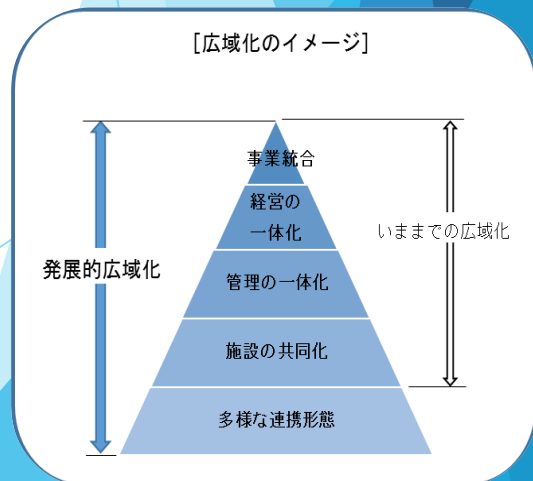 [広域化のイメージ]
事業統合
経営の
一体化
いままでの広域化
発展的広域化
管理の一体化
施設の共同化
多様な連携形態